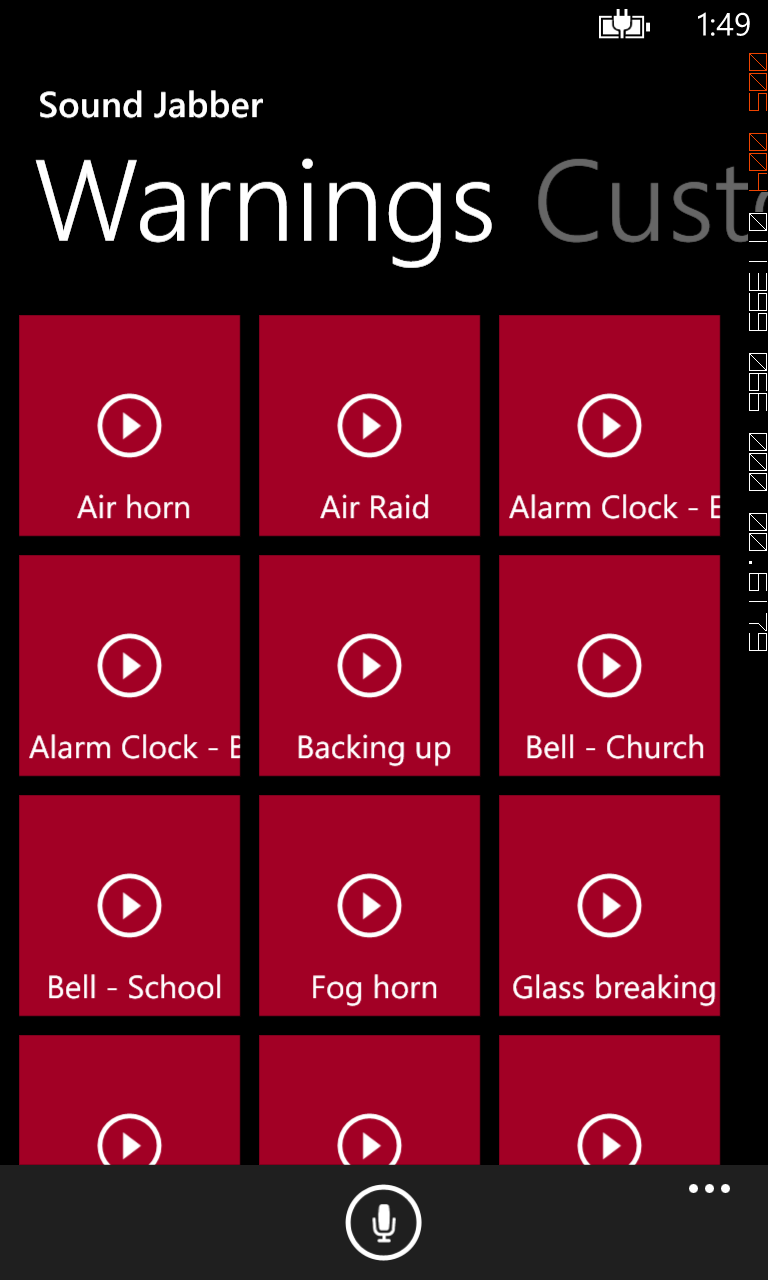 1:49
Sound Jabber
Warnings Cust
Air horn
Air Raid
Alarm Clock -
Alarm Clock -
Backing up
Bell - Church
Bell - School
Fog horn
Glass breaking